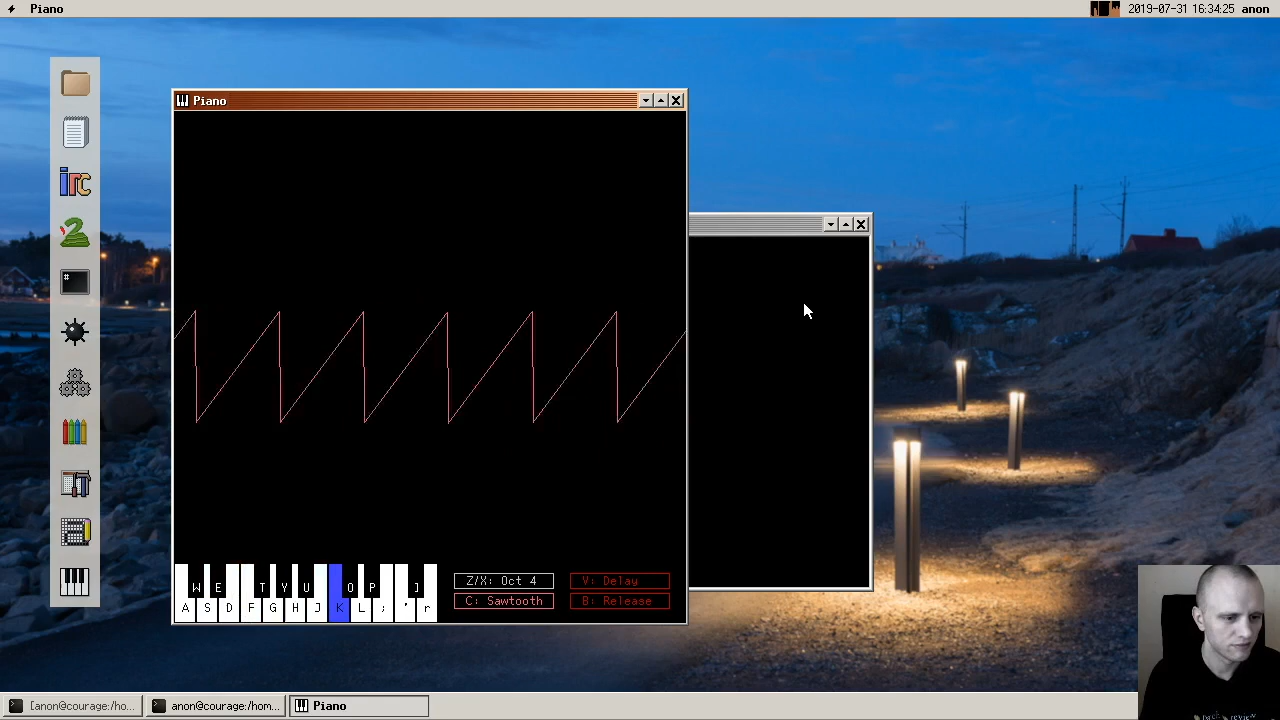 Piano
2019-07-31 16:34:25 anon
irc
#
Piano
W E T Y U O P ]
A S D F G H J K L ; ' r
Z/X: Oct 4
V: Delay
C: Sawtooth
B: Release
[anon@courage:/ho...
anon@courage:/hom...
Piano